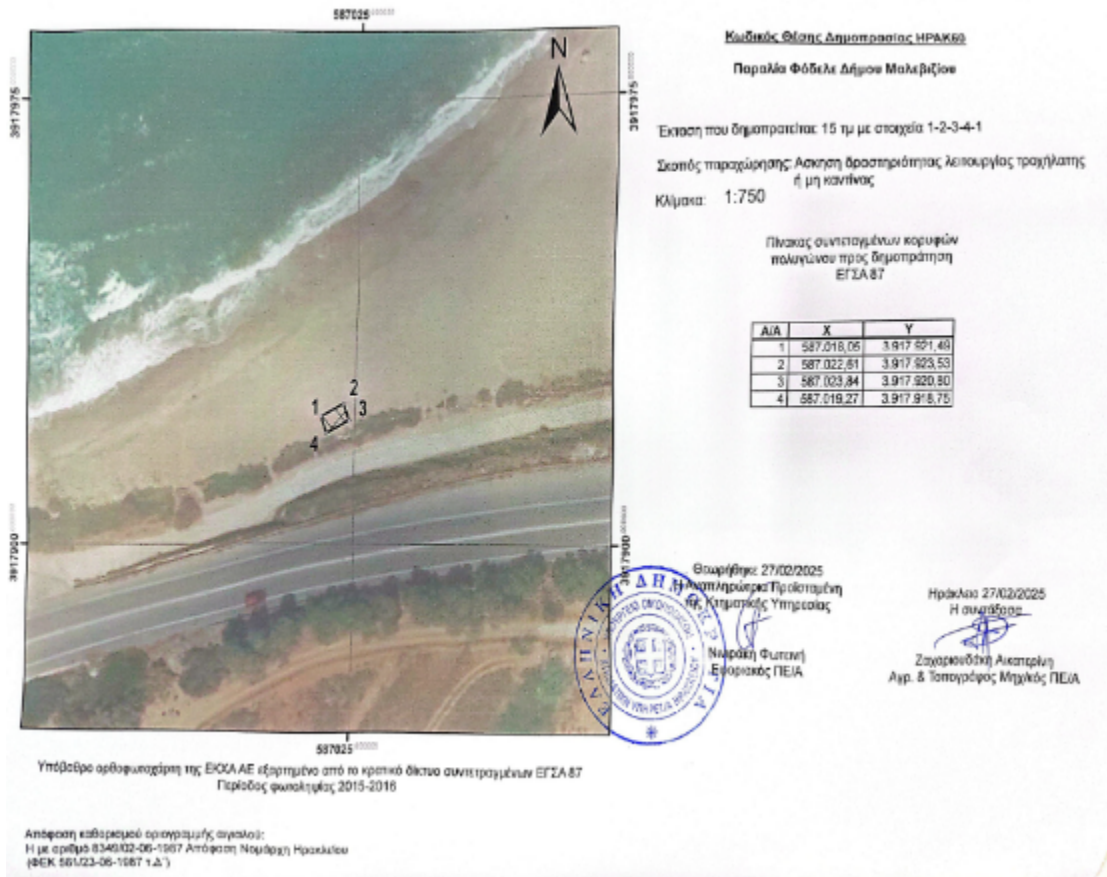 587025
N
3917975
3917975
1
2
3
4
3917900
3917900
587025
Κωδικός Θέσης Δημοπρασίας ΗΡΑΚ60
Παραλία Φόδελε Δήμου Μαλεβιζίου
Έκταση που δημοπρατείται: 15 τμ με στοιχεία 1-2-3-4-1
Σκοπός παραχώρησης: Ασκηση δραστηριότητας λειτουργίας τροχήλατης
ή μη καντίνας
Κλίμακα: 1:750
Πίνακας συντεταγμένων κορυφών
πολυγώνου προς δημοπράτηση
ΕΓΣΑ 87
Α/Α X Y
1 587.018,05 3.917.921,49
2 587.022,61 3.917.923,53
3 587.023,84 3.917.920,80
4 587.019,27 3.917.918,75
Θεωρήθηκε 27/02/2025
Η Αναπληρώτρια Προϊσταμένη
της Κτηματικής Υπηρεσίας
Φωτεινή
Εφοριακός ΠΕ/Α
ΕΛΛΗΝΙΚΗ ΔΗΜΟΚΡΑΤΙΑ
Ηράκλειο 27/02/2025
Η συντάξασα
Ζαχαριουδάκη Αικατερίνη
Αγρ. & Τοπογράφος Μηχ/κός ΠΕ/Α
Υπόβαθρο ορθοφωτοχάρτη της ΕΚΧΑ ΑΕ εξαρτημένο από το κρατικό δίκτυο συντεταγμένων ΕΓΣΑ 87
Περίοδος φωτοληψίας 2015-2016
Απόφαση καθορισμού οριογραμμής αιγιαλού:
Η με αριθμό 8349/02-06-1987 Απόφαση Νομάρχη Ηρακλείου
(ΦΕΚ 561/23-06-1987 τ.Δ΄)